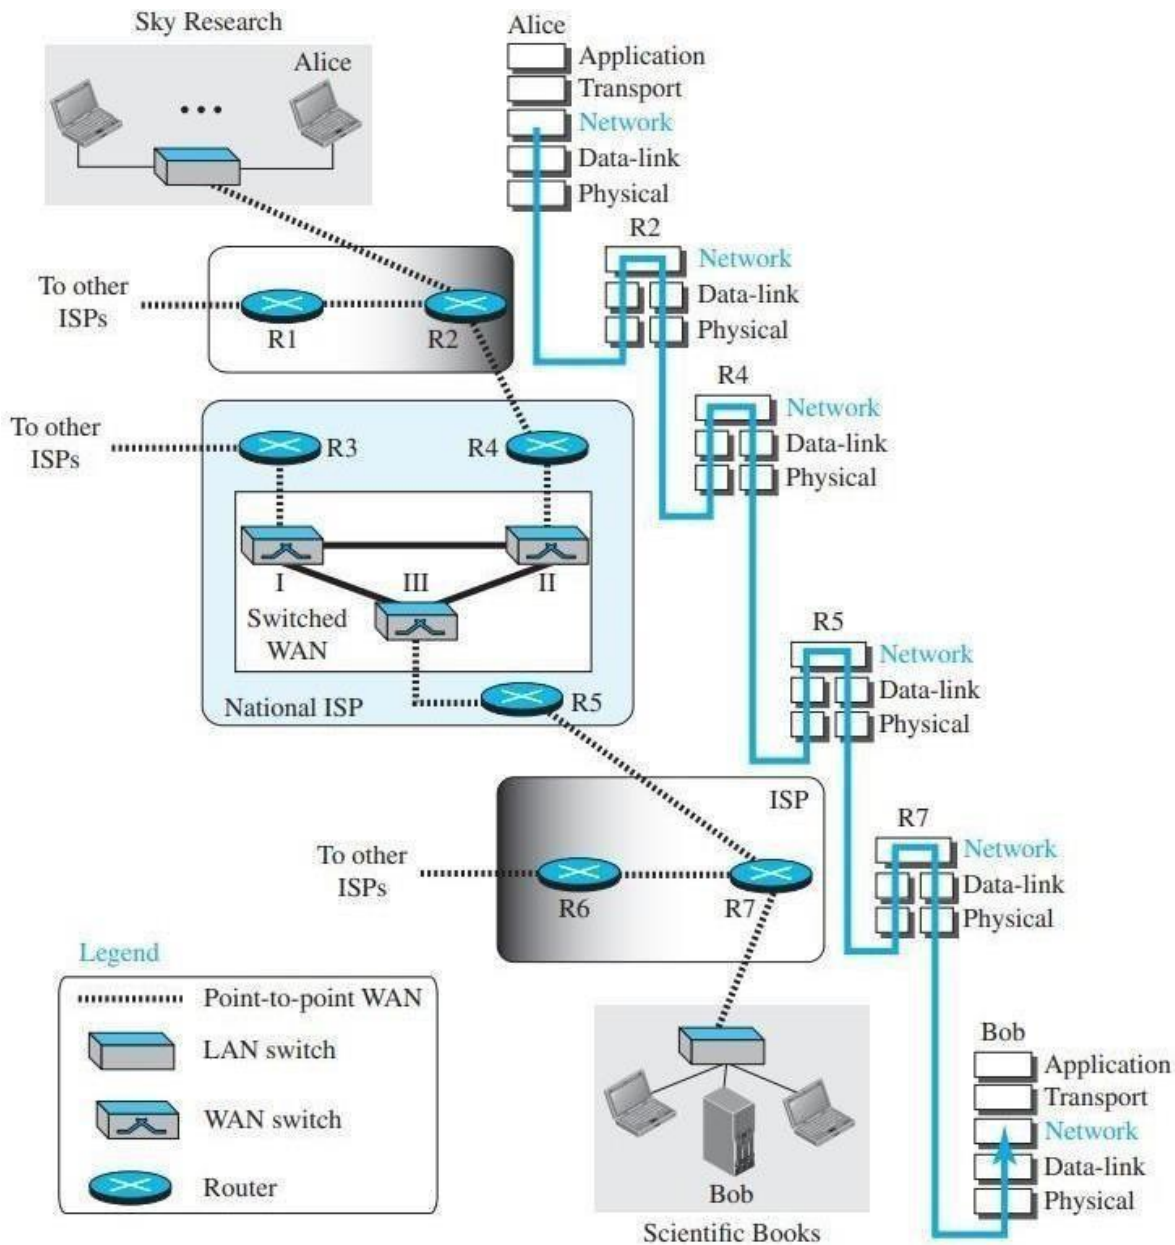 Sky Research
Alice
Alice
Application
Transport
Network
Data-link
Physical
R2
Network
Data-link
Physical
To other
ISPs
R1
R2
R4
Network
Data-link
Physical
To other
ISPs
R3
R4
I
III
II
Switched
WAN
National ISP
R5
R5
Network
Data-link
Physical
ISP
To other
ISPs
R6
R7
R7
Network
Data-link
Physical
Legend
Point-to-point WAN
LAN switch
WAN switch
Router
Bob
Scientific Books
Bob
Application
Transport
Network
Data-link
Physical